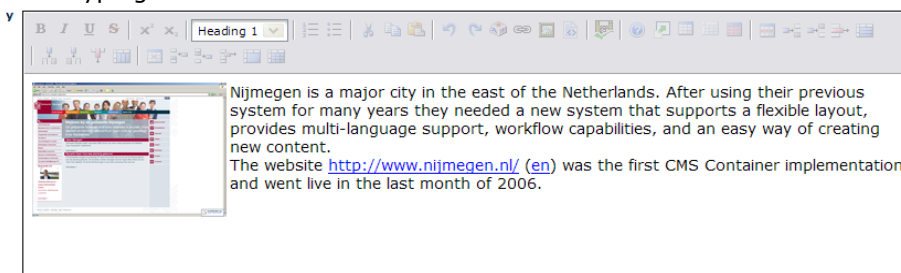 y
B I U S x² x₂ Heading 1
Nijmegen is a major city in the east of the Netherlands. After using their previous
system for many years they needed a new system that supports a flexible layout,
provides multi-language support, workflow capabilities, and an easy way of creating
new content.
The website http://www.nijmegen.nl/ (en) was the first CMS Container implementation
and went live in the last month of 2006.